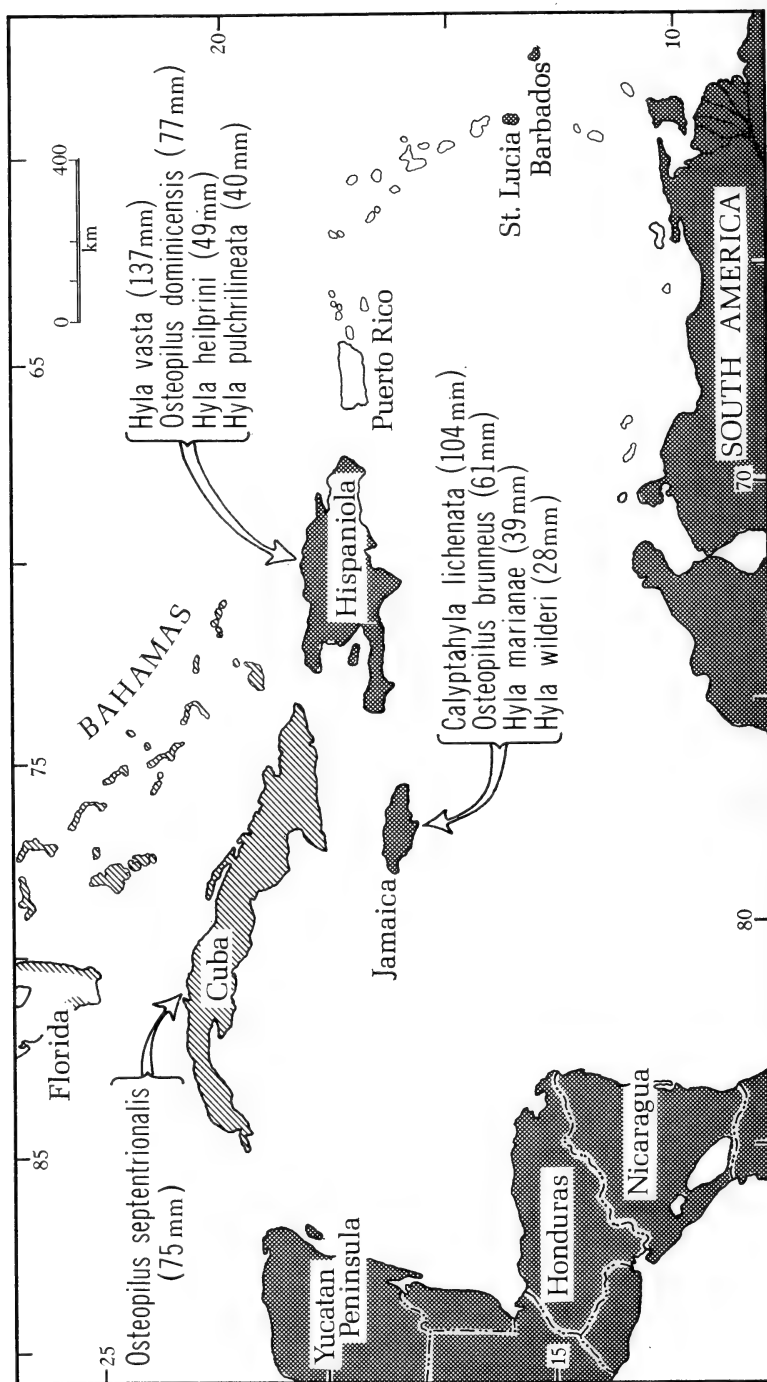 25
20
10
15
85
80
75
70
65
0
400
km
Florida
BAHAMAS
Cuba
Jamaica
Hispaniola
Puerto Rico
St. Lucia
Barbados
Yucatan
Peninsula
Honduras
Nicaragua
SOUTH AMERICA
Osteopilus septentrionalis
(75 mm)
Hyla vasta (137mm)
Osteopilus dominicensis (77mm)
Hyla heilprini (49mm)
Hyla pulchrilineata (40mm)
Calyptahyla lichenata (104mm)
Osteopilus brunneus (61mm)
Hyla marianae (39mm)
Hyla wilderi (28mm)